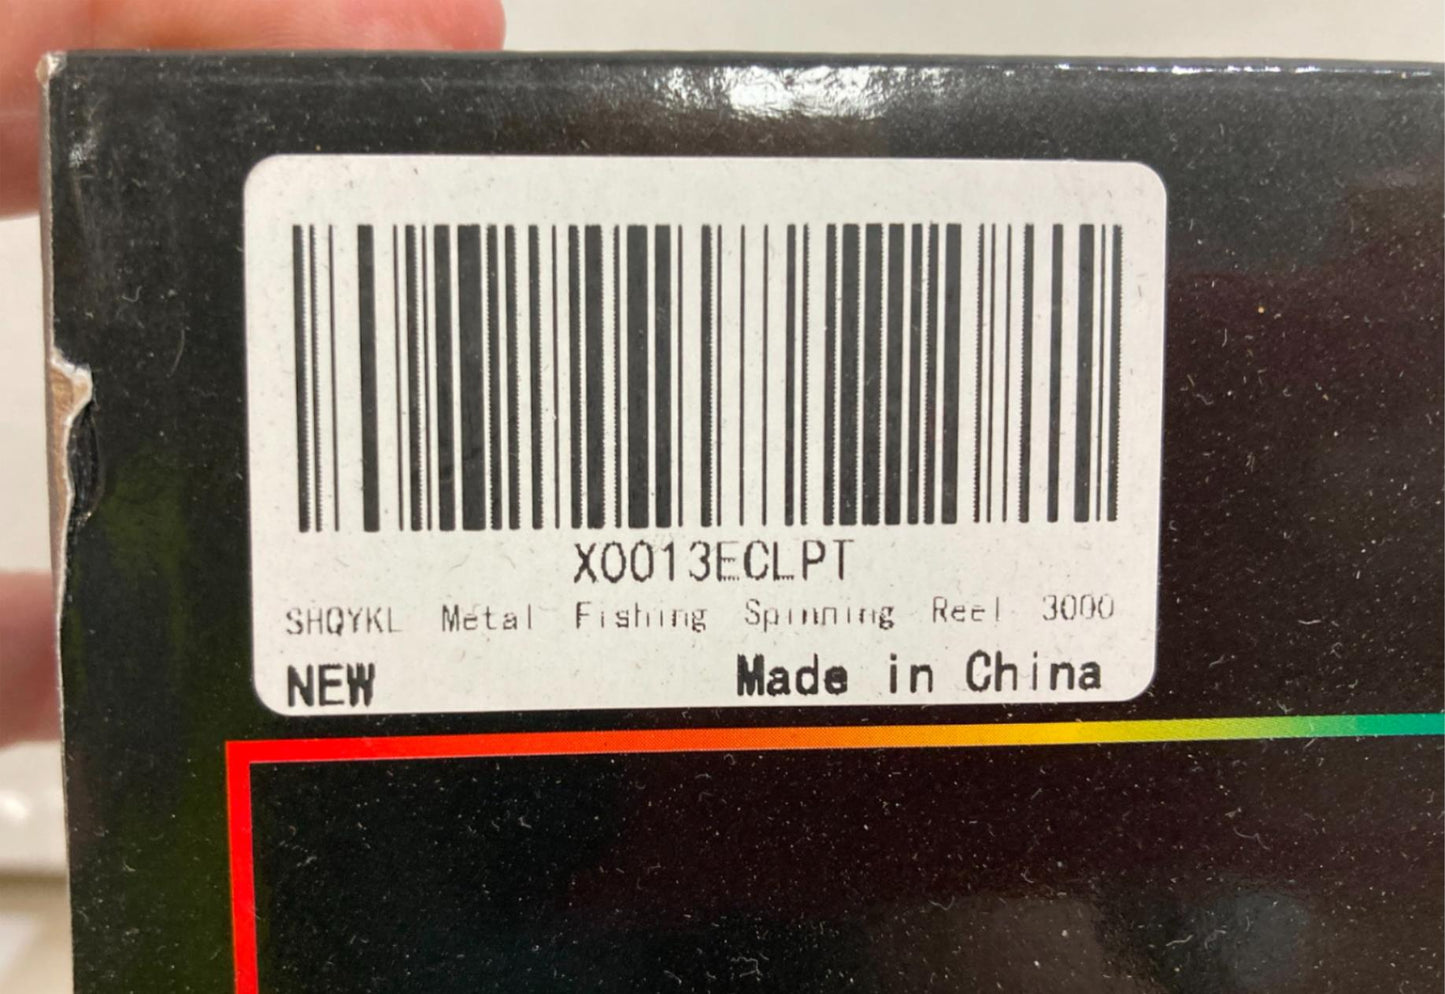 X0013ECLPT
SHQYKL Metal Fishing Spinning Reel 3000
NEW Made in China